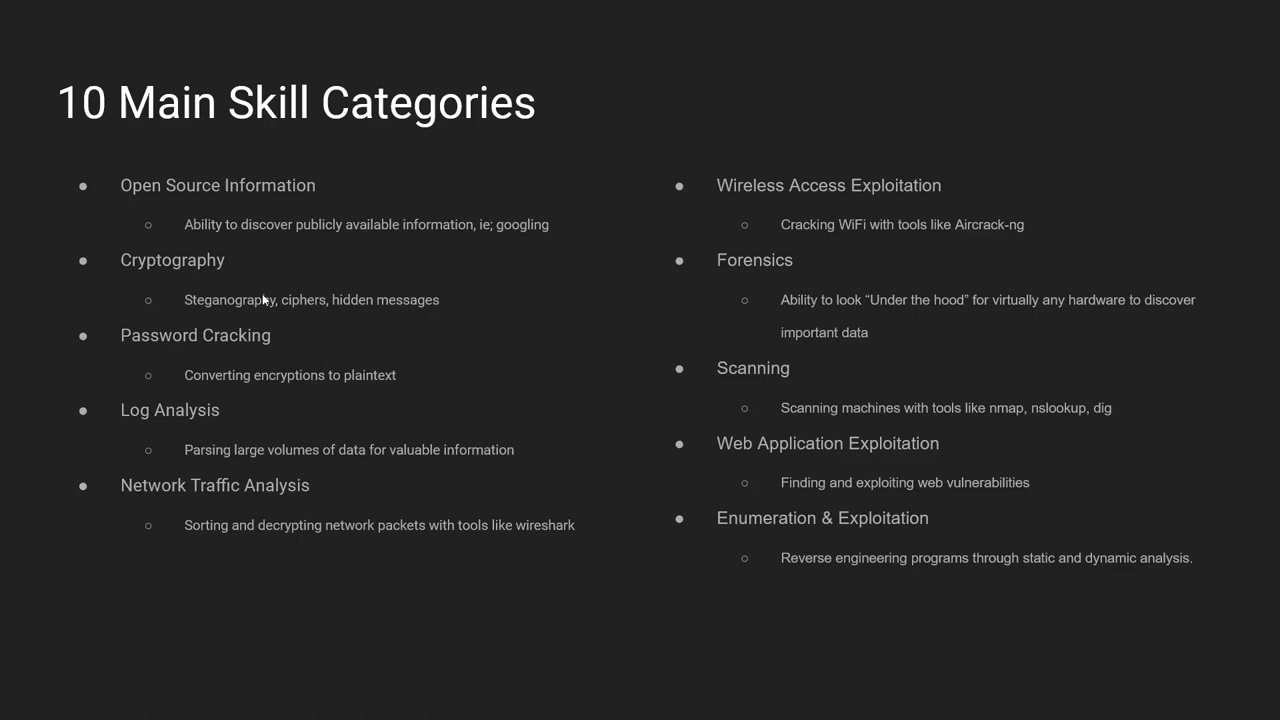 10 Main Skill Categories
Open Source Information
Ability to discover publicly available information, ie; googling
Cryptography
Steganography, ciphers, hidden messages
Password Cracking
Converting encryptions to plaintext
Log Analysis
Parsing large volumes of data for valuable information
Network Traffic Analysis
Sorting and decrypting network packets with tools like wireshark
Wireless Access Exploitation
Cracking WiFi with tools like Aircrack-ng
Forensics
Ability to look “Under the hood” for virtually any hardware to discover
important data
Scanning
Scanning machines with tools like nmap, nslookup, dig
Web Application Exploitation
Finding and exploiting web vulnerabilities
Enumeration & Exploitation
Reverse engineering programs through static and dynamic analysis.